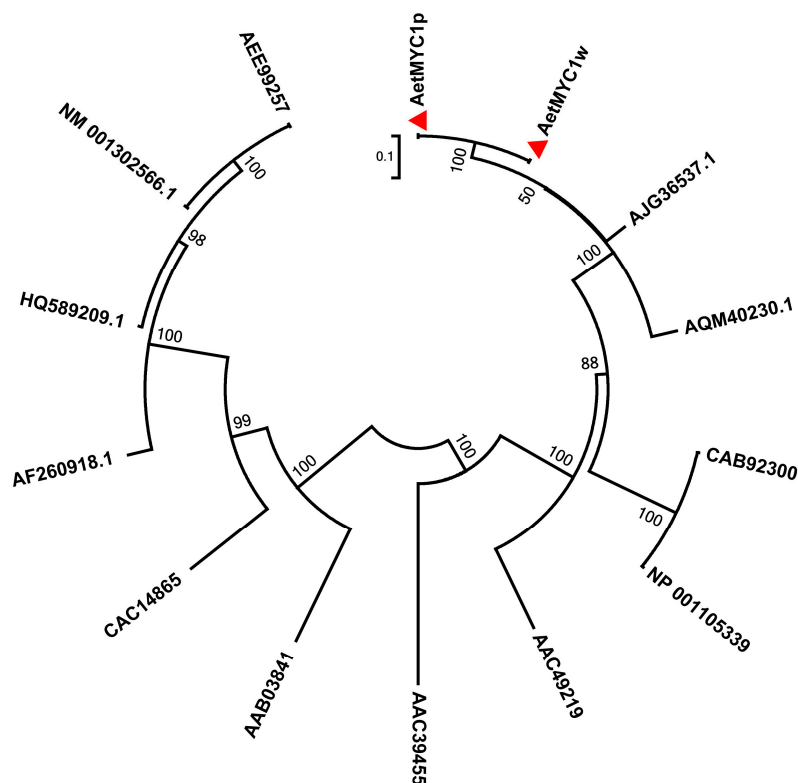 AetMYC1p
AetMYC1w
AJG36537.1
AQM40230.1
CAB92300
NP 001105339
AAC49219
AAC39455
AAB03841
CAC14865
AF260918.1
HQ589209.1
NM 001302566.1
AEE99257
0.1
100
50
100
88
100
100
100
100
99
100
98
100